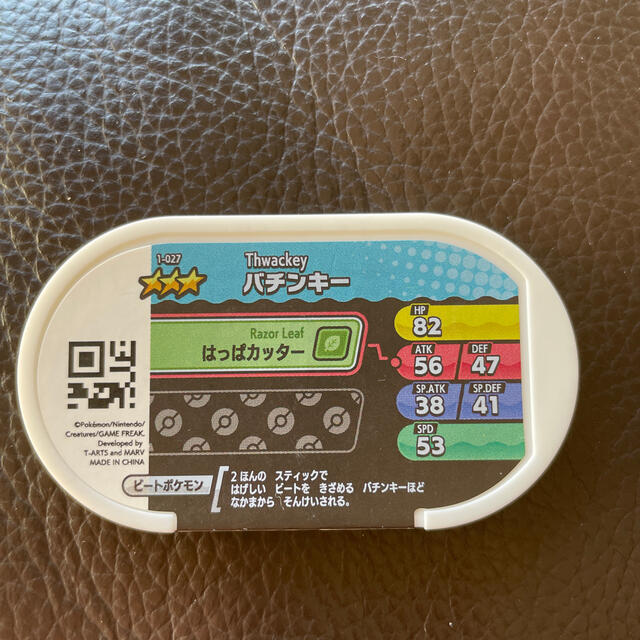 1-027
Thwackey
バチンキー
Razor Leaf
はっぱカッター
HP
82
ATK
56
DEF
47
SP.ATK
38
SP.DEF
41
SPD
53
©Pokémon/Nintendo/
Creatures/GAME FREAK.
Developed by
T-ARTS and MARV
MADE IN CHINA
ビートポケモン
2ほんの スティックで
はげしい ビートを きざめる バチンキーほど
なかまから そんけいされる。